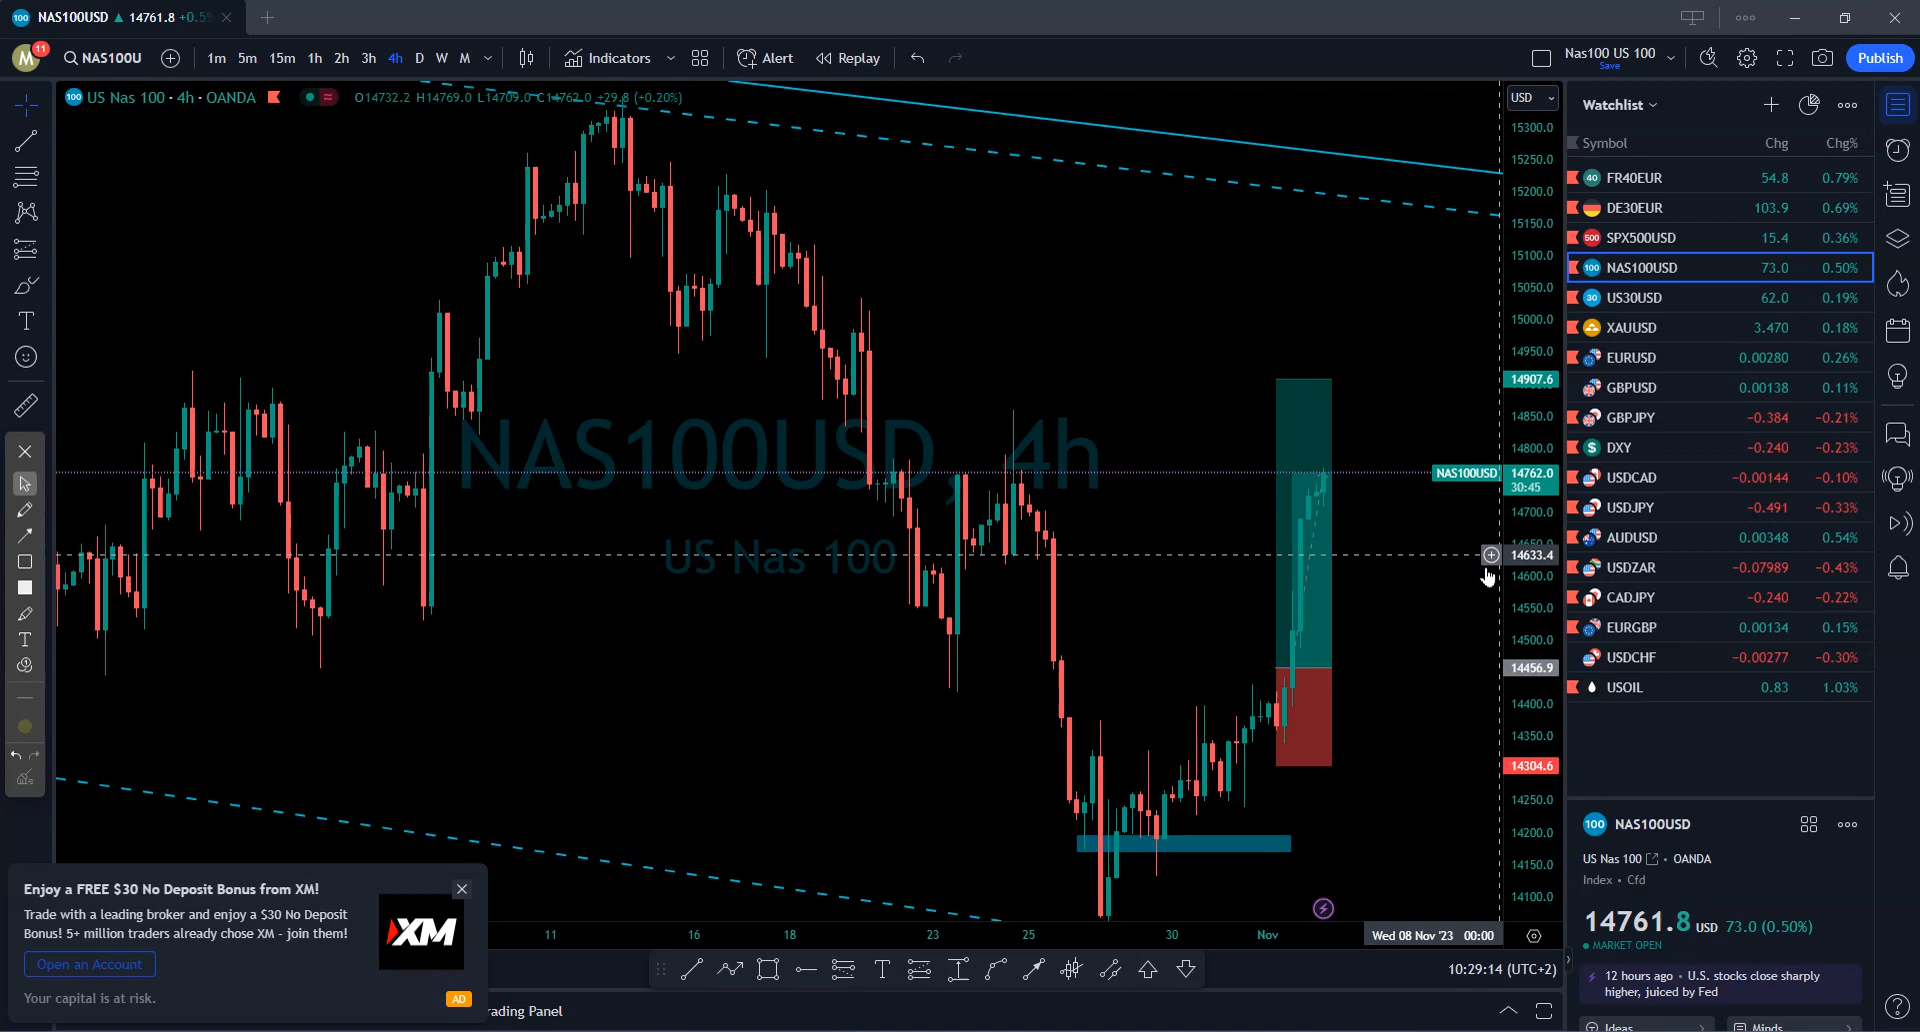 100 NAS100USD ▲ 14761.8 +0.5
M 11 NAS100U 1m 5m 15m 1h 2h 3h 4h D W M Indicators Alert Replay Nas100 US 100 Save Publish
100 US Nas 100 · 4h · OANDA O14732.2 H14769.0 L14709.0 C14762.0 +29.8 (+0.20%)
USD
15300.0
15250.0
15200.0
15150.0
15100.0
15050.0
15000.0
14950.0
14907.6
14850.0
14800.0
NAS100USD 14762.0
30:45
14700.0
14650.0
14633.4
14600.0
14550.0
14500.0
14456.9
14400.0
14350.0
14304.6
14250.0
14200.0
14150.0
14100.0
NAS100USD, 4h
US Nas 100
11 16 18 23 25 30 Nov Wed 08 Nov '23 00:00
10:29:14 (UTC+2)
rading Panel
Enjoy a FREE $30 No Deposit Bonus from XM!
Trade with a leading broker and enjoy a $30 No Deposit
Bonus! 5+ million traders already chose XM - join them!
Open an Account
Your capital is at risk.
XM
AD
Watchlist
Symbol Chg Chg%
40 FR40EUR 54.8 0.79%
DE30EUR 103.9 0.69%
500 SPX500USD 15.4 0.36%
100 NAS100USD 73.0 0.50%
30 US30USD 62.0 0.19%
XAUUSD 3.470 0.18%
EURUSD 0.00280 0.26%
GBPUSD 0.00138 0.11%
GBPJPY −0.384 −0.21%
$ DXY −0.240 −0.23%
USDCAD −0.00144 −0.10%
USDJPY −0.491 −0.33%
AUDUSD 0.00348 0.54%
USDZAR −0.07989 −0.43%
CADJPY −0.240 −0.22%
EURGBP 0.00134 0.15%
USDCHF −0.00277 −0.30%
USOIL 0.83 1.03%
100 NAS100USD
US Nas 100 • OANDA
Index • Cfd
14761.8 USD 73.0 (0.50%)
MARKET OPEN
12 hours ago • U.S. stocks close sharply
higher, juiced by Fed
Ideas Minds